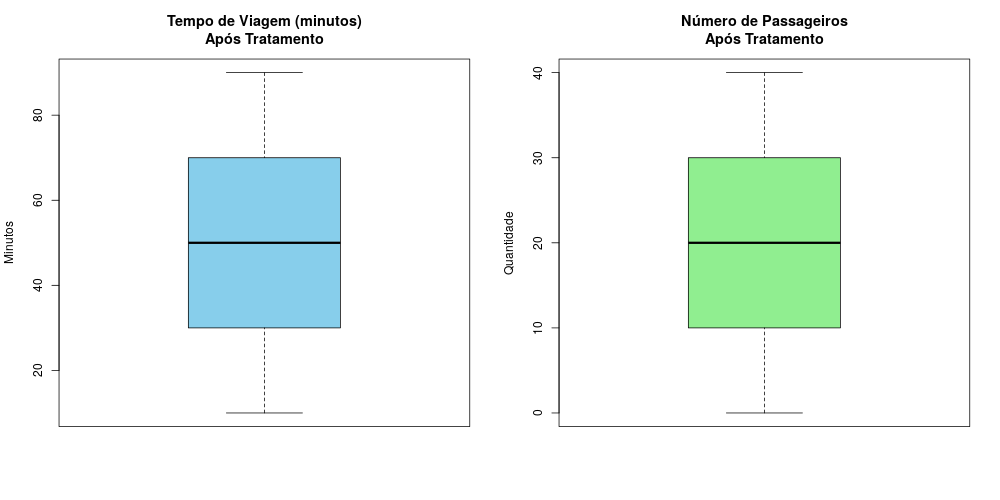 Tempo de Viagem (minutos)
Após Tratamento
Minutos
80
60
40
20
Número de Passageiros
Após Tratamento
Quantidade
40
30
20
10
0